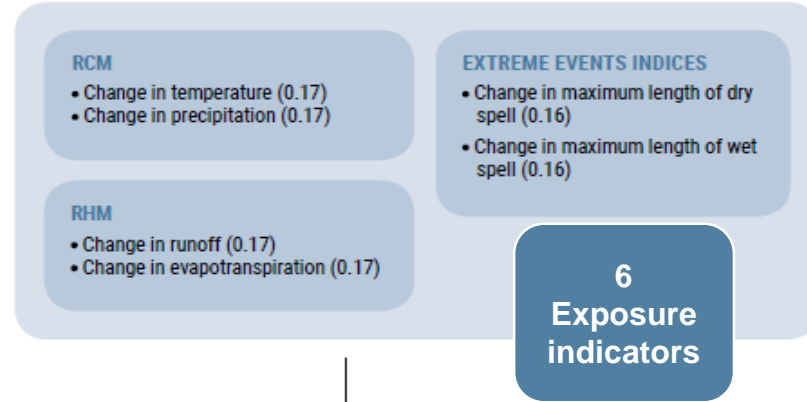 RCM
• Change in temperature (0.17)
• Change in precipitation (0.17)
RHM
• Change in runoff (0.17)
• Change in evapotranspiration (0.17)
EXTREME EVENTS INDICES
• Change in maximum length of dry
spell (0.16)
• Change in maximum length of wet
spell (0.16)
6
Exposure
indicators